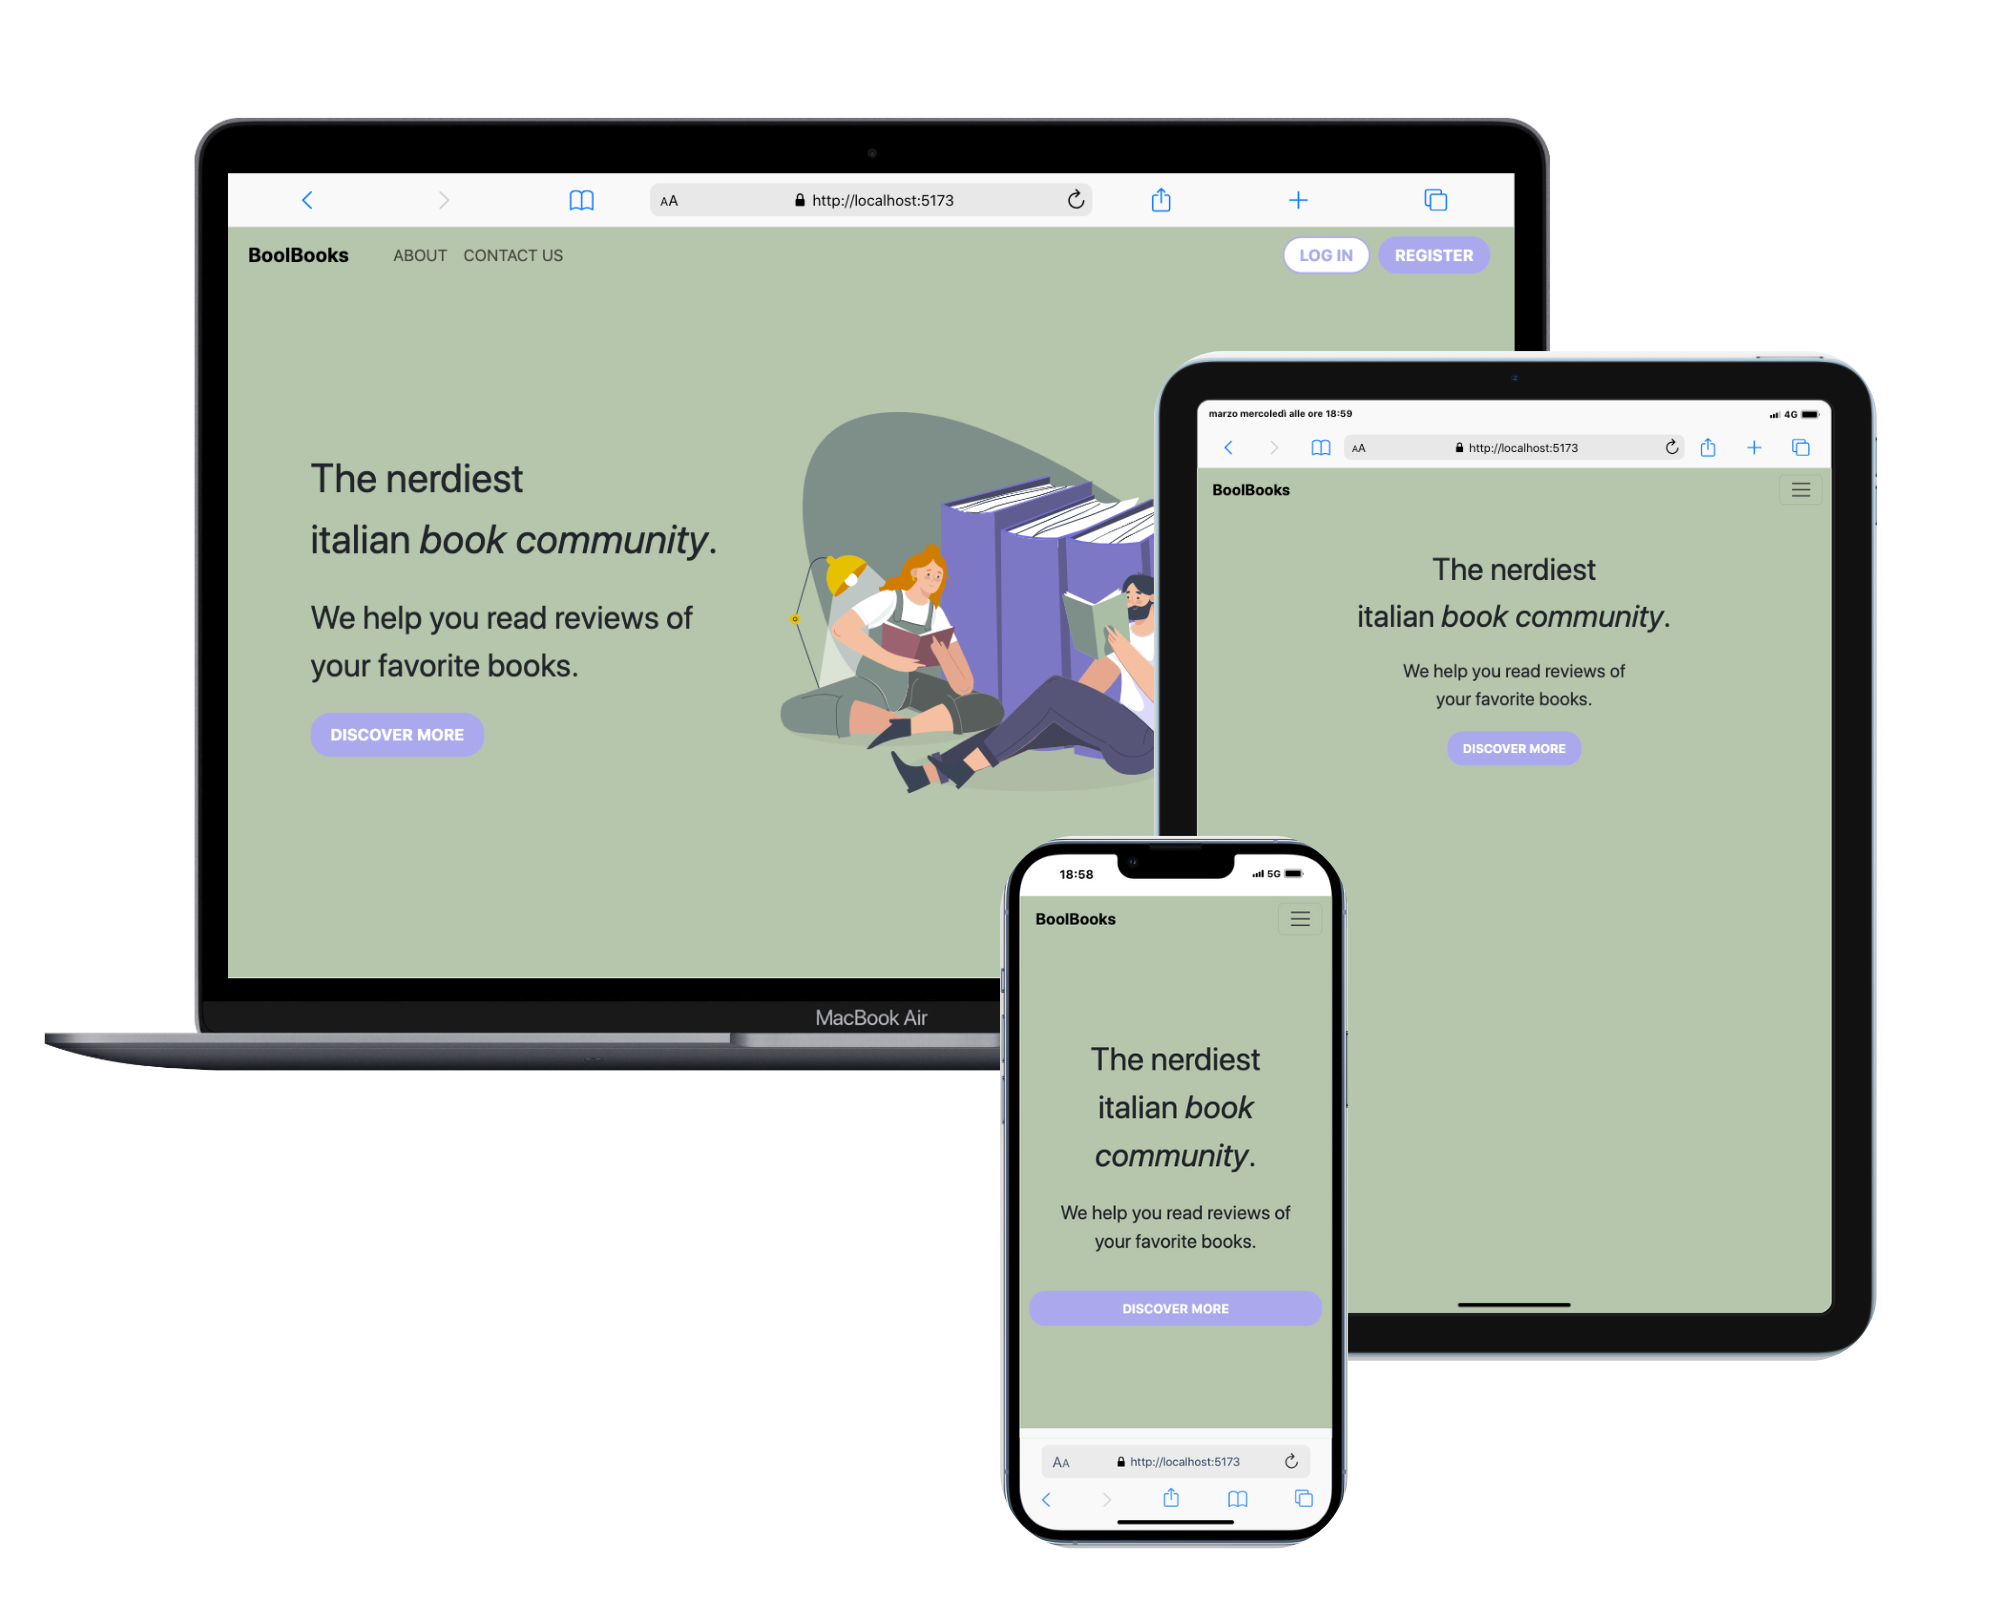 AA http://localhost:5173
BoolBooks ABOUT CONTACT US LOG IN REGISTER
The nerdiest
italian book community.
We help you read reviews of
your favorite books.
DISCOVER MORE
MacBook Air
marzo mercoledì alle ore 18:59 4G
AA http://localhost:5173
BoolBooks
The nerdiest
italian book community.
We help you read reviews of
your favorite books.
DISCOVER MORE
18:58 5G
BoolBooks
The nerdiest
italian book
community.
We help you read reviews of
your favorite books.
DISCOVER MORE
AA http://localhost:5173